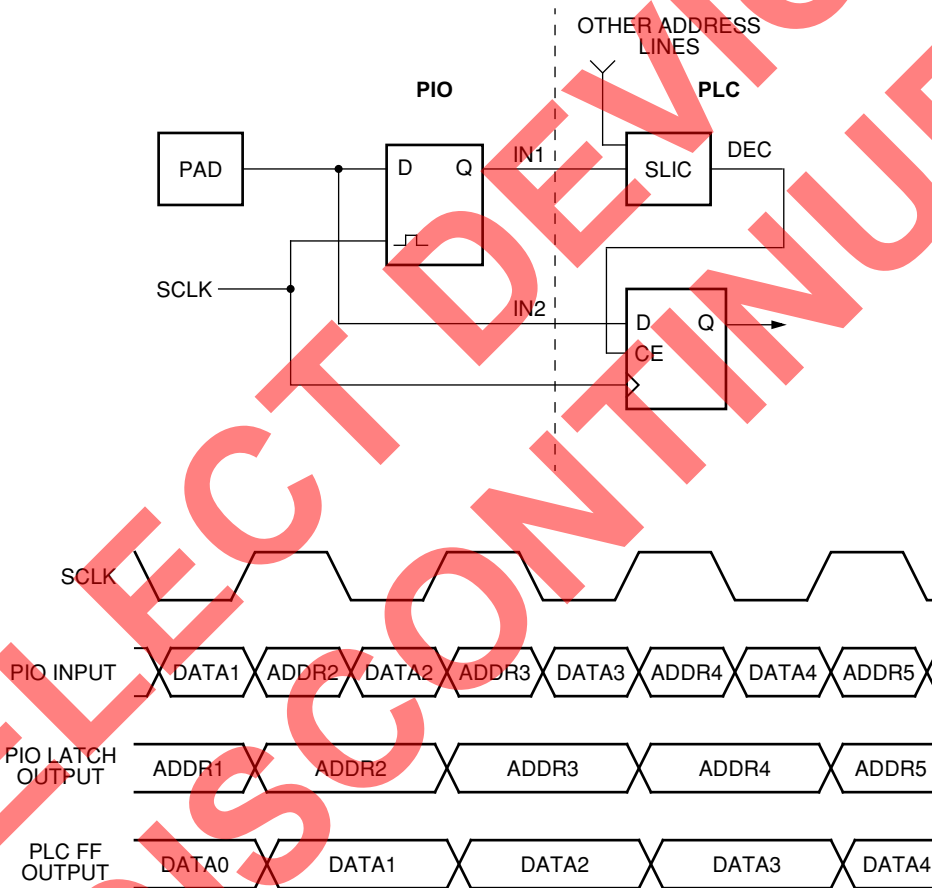 OTHER ADDRESS
LINES
PIO
PLC
PAD
D
Q
IN1
SLIC
DEC
SCLK
IN2
D
Q
CE
SCLK
PIO INPUT
DATA1
ADDR2
DATA2
ADDR3
DATA3
ADDR4
DATA4
ADDR5
PIO LATCH
OUTPUT
ADDR1
ADDR2
ADDR3
ADDR4
ADDR5
PLC FF
OUTPUT
DATA0
DATA1
DATA2
DATA3
DATA4
ELECT DEVIC
DISCONTINUE